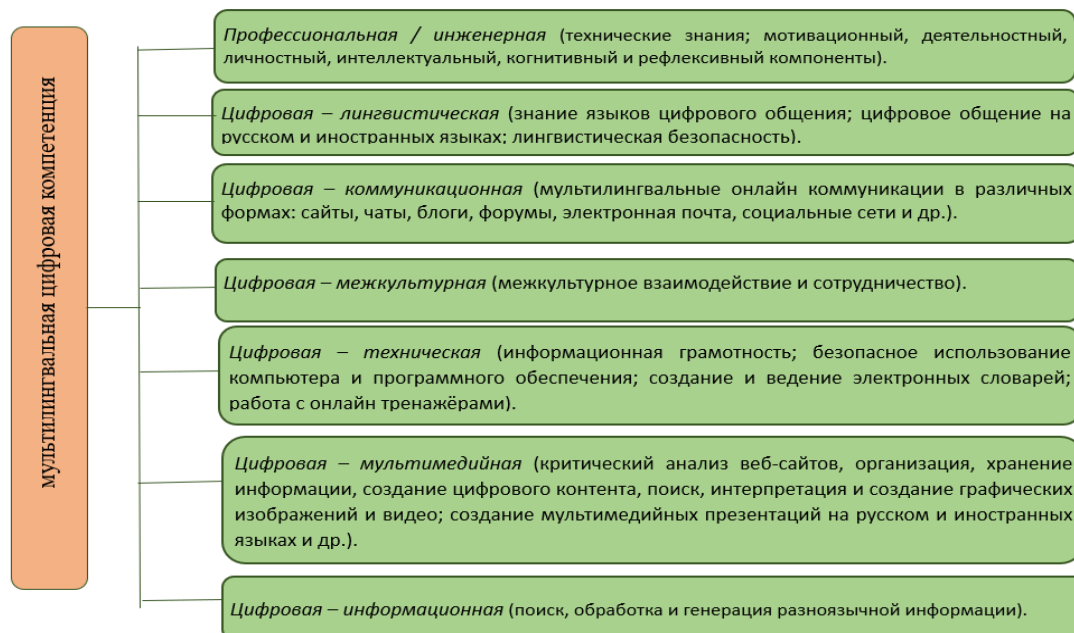 мультилингвальная цифровая компетенция
Профессиональная / инженерная (технические знания; мотивационный, деятельностный,
личностный, интеллектуальный, когнитивный и рефлексивный компоненты).
Цифровая – лингвистическая (знание языков цифрового общения; цифровое общение на
русском и иностранных языках; лингвистическая безопасность).
Цифровая – коммуникационная (мультилингвальные онлайн коммуникации в различных
формах: сайты, чаты, блоги, форумы, электронная почта, социальные сети и др.).
Цифровая – межкультурная (межкультурное взаимодействие и сотрудничество).
Цифровая – техническая (информационная грамотность; безопасное использование
компьютера и программного обеспечения; создание и ведение электронных словарей;
работа с онлайн тренажёрами).
Цифровая – мультимедийная (критический анализ веб-сайтов, организация, хранение
информации, создание цифрового контента, поиск, интерпретация и создание графических
изображений и видео; создание мультимедийных презентаций на русском и иностранных
языках и др.).
Цифровая – информационная (поиск, обработка и генерация разноязычной информации).